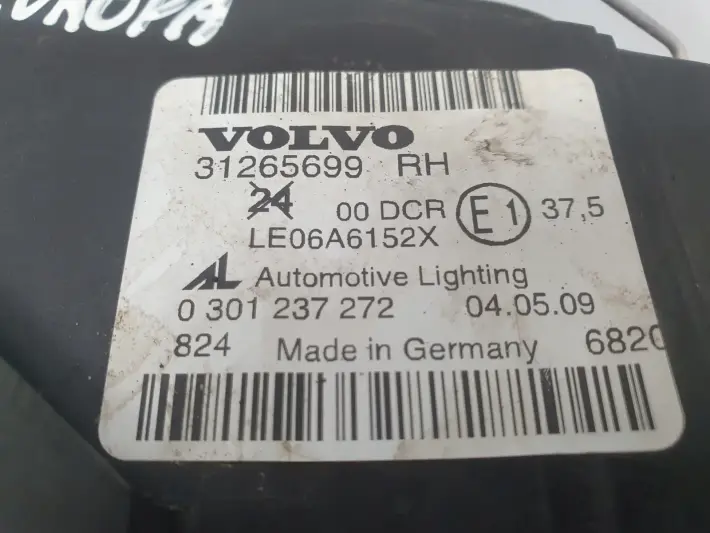 VOLVO
31265699 RH
24 00 DCR E1 37,5
LE06A6152X
AL Automotive Lighting
0 301 237 272 04.05.09
824 Made in Germany 6820